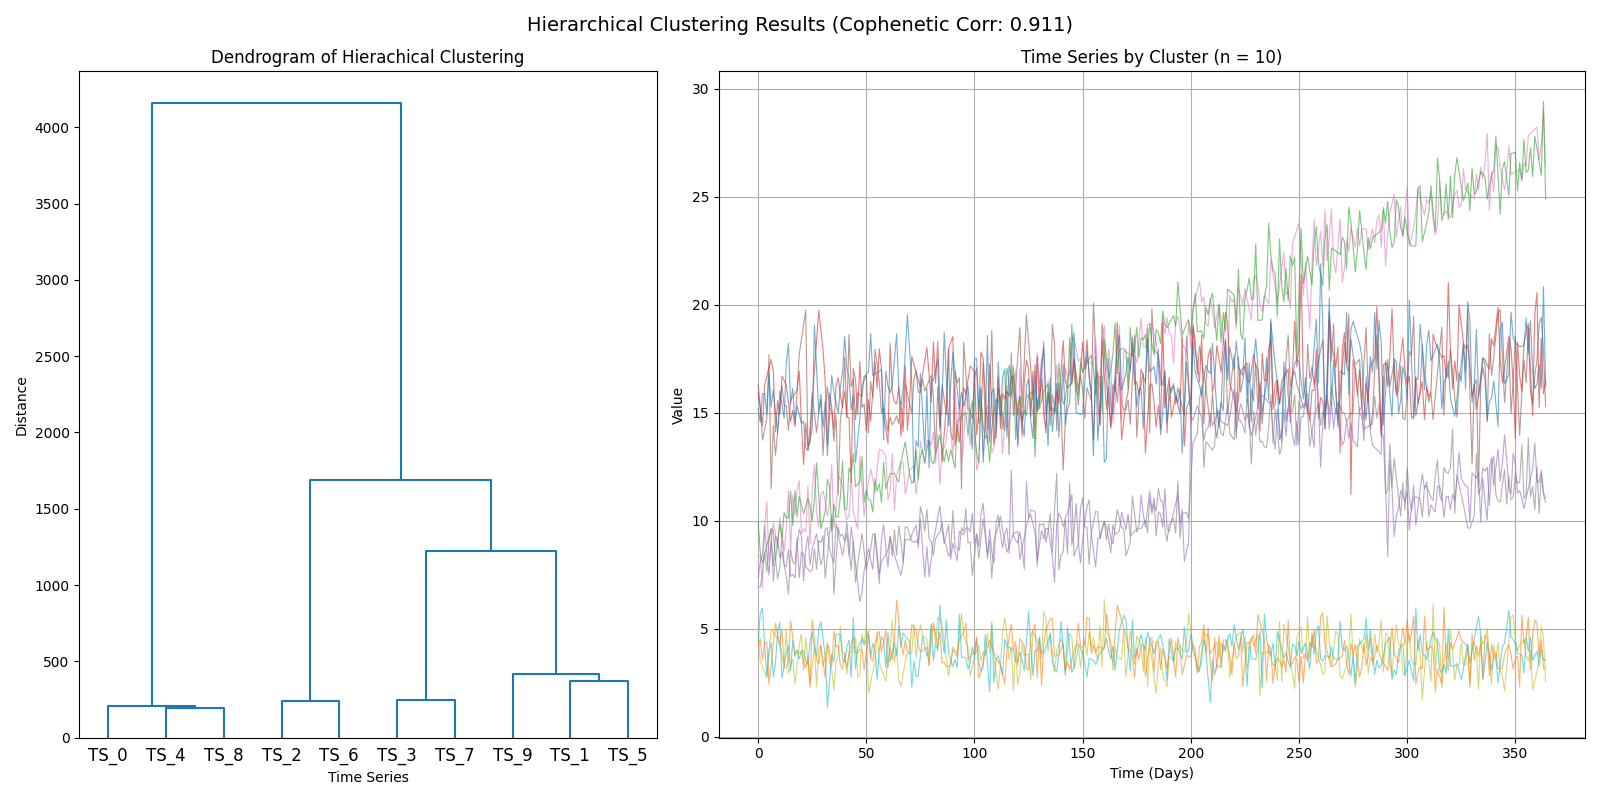 Hierarchical Clustering Results (Cophenetic Corr: 0.911)
Dendrogram of Hierachical Clustering
Distance
4000
3500
3000
2500
2000
1500
1000
500
0
TS_0 TS_4 TS_8 TS_2 TS_6 TS_3 TS_7 TS_9 TS_1 TS_5
Time Series
Time Series by Cluster (n = 10)
Value
30
25
20
15
10
5
0
0 50 100 150 200 250 300 350
Time (Days)